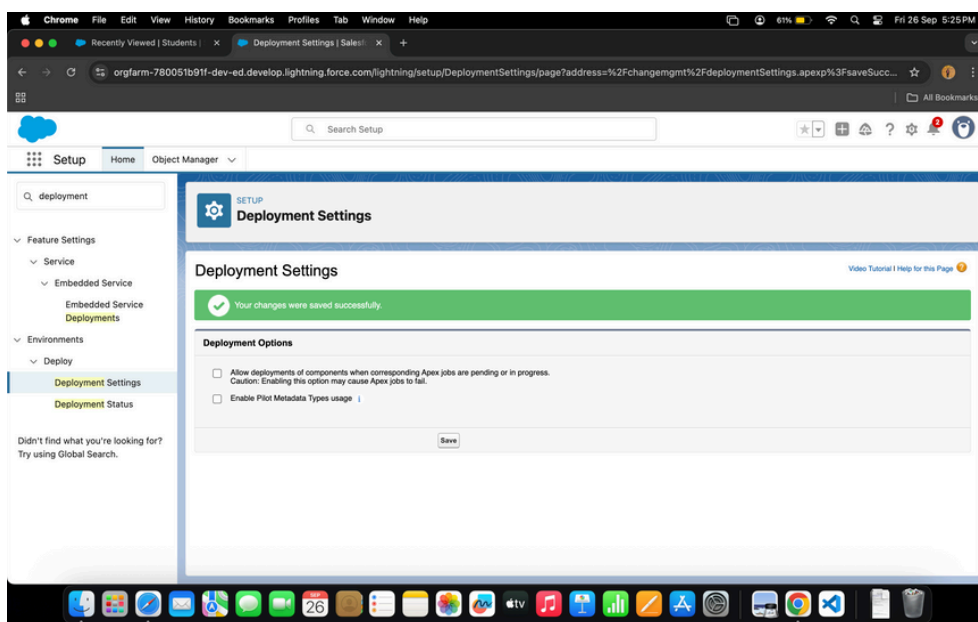 Chrome File Edit View History Bookmarks Profiles Tab Window Help 61% Fri 26 Sep 5:25PM
Recently Viewed | Students | Deployment Settings | Salesf
orgfarm-780051b91f-dev-ed.develop.lightning.force.com/lightning/setup/DeploymentSettings/page?address=%2Fchangemgmt%2FdeploymentSettings.apexp%3FsaveSucc...
All Bookmarks
Search Setup
2
Setup Home Object Manager
deployment
SETUP
Deployment Settings
Feature Settings
Service
Embedded Service
Embedded Service
Deployments
Environments
Deploy
Deployment Settings
Deployment Status
Didn't find what you're looking for?
Try using Global Search.
Deployment Settings
Video Tutorial | Help for this Page
Your changes were saved successfully.
Deployment Options
Allow deployments of components when corresponding Apex jobs are pending or in progress.
Caution: Enabling this option may cause Apex jobs to fail.
Enable Pilot Metadata Types usage i
Save
SEP
26
tv